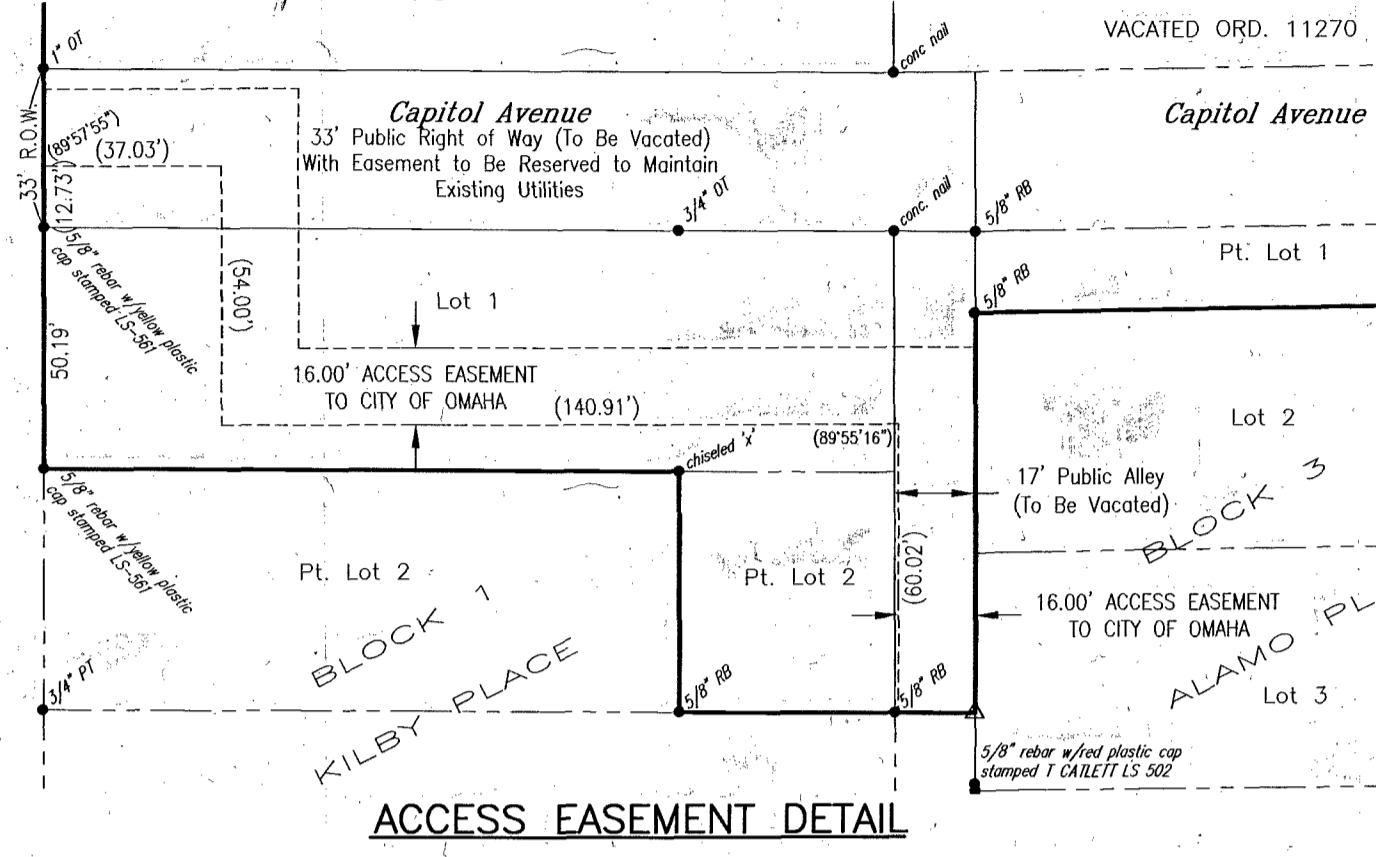 VACATED ORD. 11270
1" OT
conc nail
33' R.O.W.
(89°57'55")
(37.03')
(12.73')
Capitol Avenue
33' Public Right of Way (To Be Vacated)
With Easement to Be Reserved to Maintain
Existing Utilities
Capitol Avenue
3/4" OT
conc. nail
5/8" RB
Pt. Lot 1
5/8" rebar w/yellow plastic
cap stamped LS-561
(54.00')
Lot 1
5/8" RB
50.19'
16.00' ACCESS EASEMENT
TO CITY OF OMAHA
(140.91')
Lot 2
chiseled 'x'
(89°55'16")
17' Public Alley
(To Be Vacated)
BLOCK 3
5/8" rebar w/yellow plastic
cap stamped LS-561
Pt. Lot 2
Pt. Lot 2
(60.02')
BLOCK 1
16.00' ACCESS EASEMENT
TO CITY OF OMAHA
ALAMO PL
KILBY PLACE
3/4" PT
5/8" RB
5/8" RB
Lot 3
5/8" rebar w/red plastic cap
stamped T CATLETT LS 502
ACCESS EASEMENT DETAIL